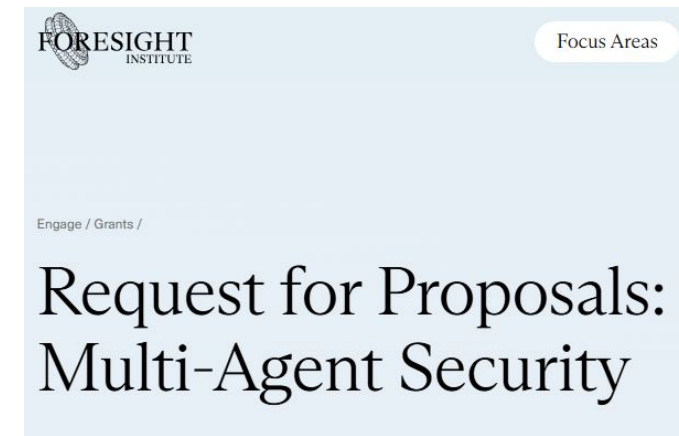 FORESIGHT
INSTITUTE
Focus Areas
Engage / Grants /
Request for Proposals:
Multi-Agent Security